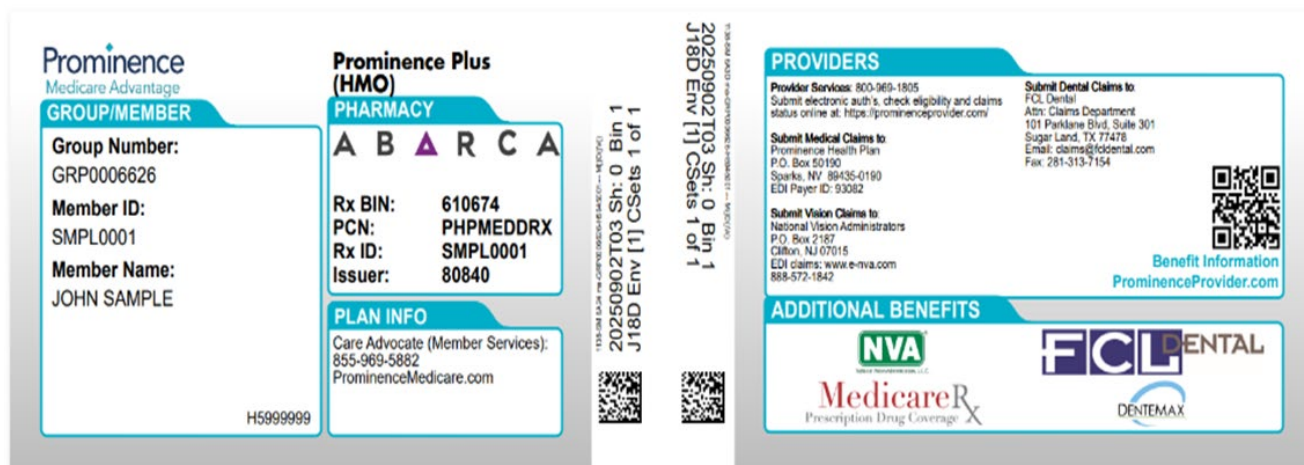 Prominence
Medicare Advantage
GROUP/MEMBER
Group Number:
GRP0006626
Member ID:
SMPL0001
Member Name:
JOHN SAMPLE
H5999999
Prominence Plus
(HMO)
PHARMACY
ABARCA
Rx BIN: 610674
PCN: PHPMEDDRX
Rx ID: SMPL0001
Issuer: 80840
PLAN INFO
Care Advocate (Member Services):
855-969-5882
ProminenceMedicare.com
20250902T03 Sh: 0 Bin 1
J18D Env [1] CSets 1 of 1
20250902T03 Sh: 0 Bin 1
J18D Env [1] CSets 1 of 1
PROVIDERS
Provider Services: 800-969-1805
Submit electronic auth's, check eligibility and claims
status online at: https://prominenceprovider.com/
Submit Medical Claims to:
Prominence Health Plan
P.O. Box 50190
Sparks, NV 89435-0190
EDI Payer ID: 93082
Submit Vision Claims to:
National Vision Administrators
P.O. Box 2187
Clifton, NJ 07015
EDI claims: www.e-nva.com
888-572-1842
Submit Dental Claims to:
FCL Dental
Attn: Claims Department
101 Parklane Blvd, Suite 301
Sugar Land, TX 77478
Email: claims@fcldental.com
Fax: 281-313-7154
Benefit Information
ProminenceProvider.com
ADDITIONAL BENEFITS
NVA
FCL DENTAL
MedicareRx
Prescription Drug Coverage
DENTEMAX